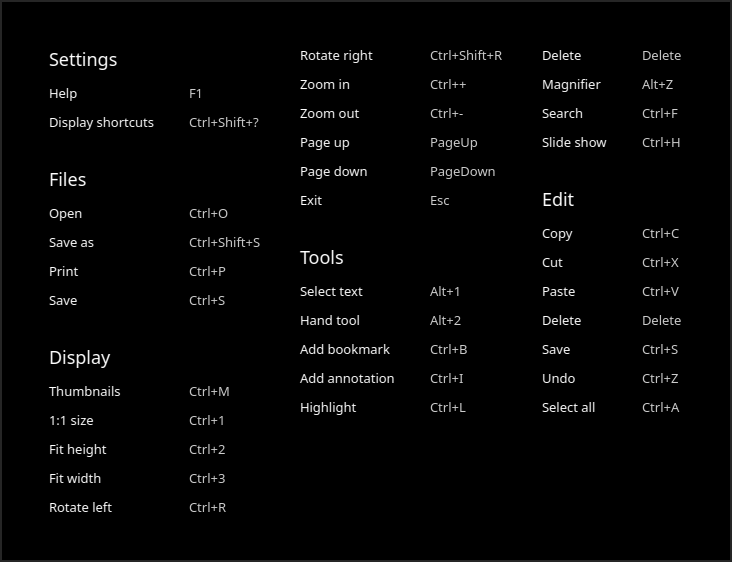 Settings
Help F1
Display shortcuts Ctrl+Shift+?
Files
Open Ctrl+O
Save as Ctrl+Shift+S
Print Ctrl+P
Save Ctrl+S
Display
Thumbnails Ctrl+M
1:1 size Ctrl+1
Fit height Ctrl+2
Fit width Ctrl+3
Rotate left Ctrl+R
Rotate right Ctrl+Shift+R
Zoom in Ctrl++
Zoom out Ctrl+-
Page up PageUp
Page down PageDown
Exit Esc
Tools
Select text Alt+1
Hand tool Alt+2
Add bookmark Ctrl+B
Add annotation Ctrl+I
Highlight Ctrl+L
Delete Delete
Magnifier Alt+Z
Search Ctrl+F
Slide show Ctrl+H
Edit
Copy Ctrl+C
Cut Ctrl+X
Paste Ctrl+V
Delete Delete
Save Ctrl+S
Undo Ctrl+Z
Select all Ctrl+A